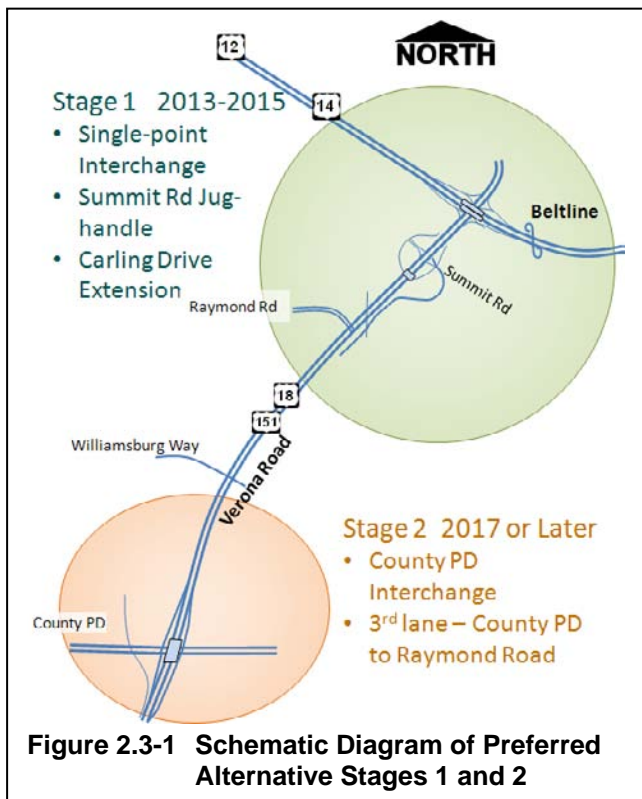 12
NORTH
Stage 1 2013-2015
• Single-point
Interchange
• Summit Rd Jug-
handle
• Carling Drive
Extension
14
Beltline
Summit Rd
Raymond Rd
18
151
Williamsburg Way
Verona Road
Stage 2 2017 or Later
• County PD
Interchange
• 3rd lane – County PD
to Raymond Road
County PD
Figure 2.3-1 Schematic Diagram of Preferred
Alternative Stages 1 and 2